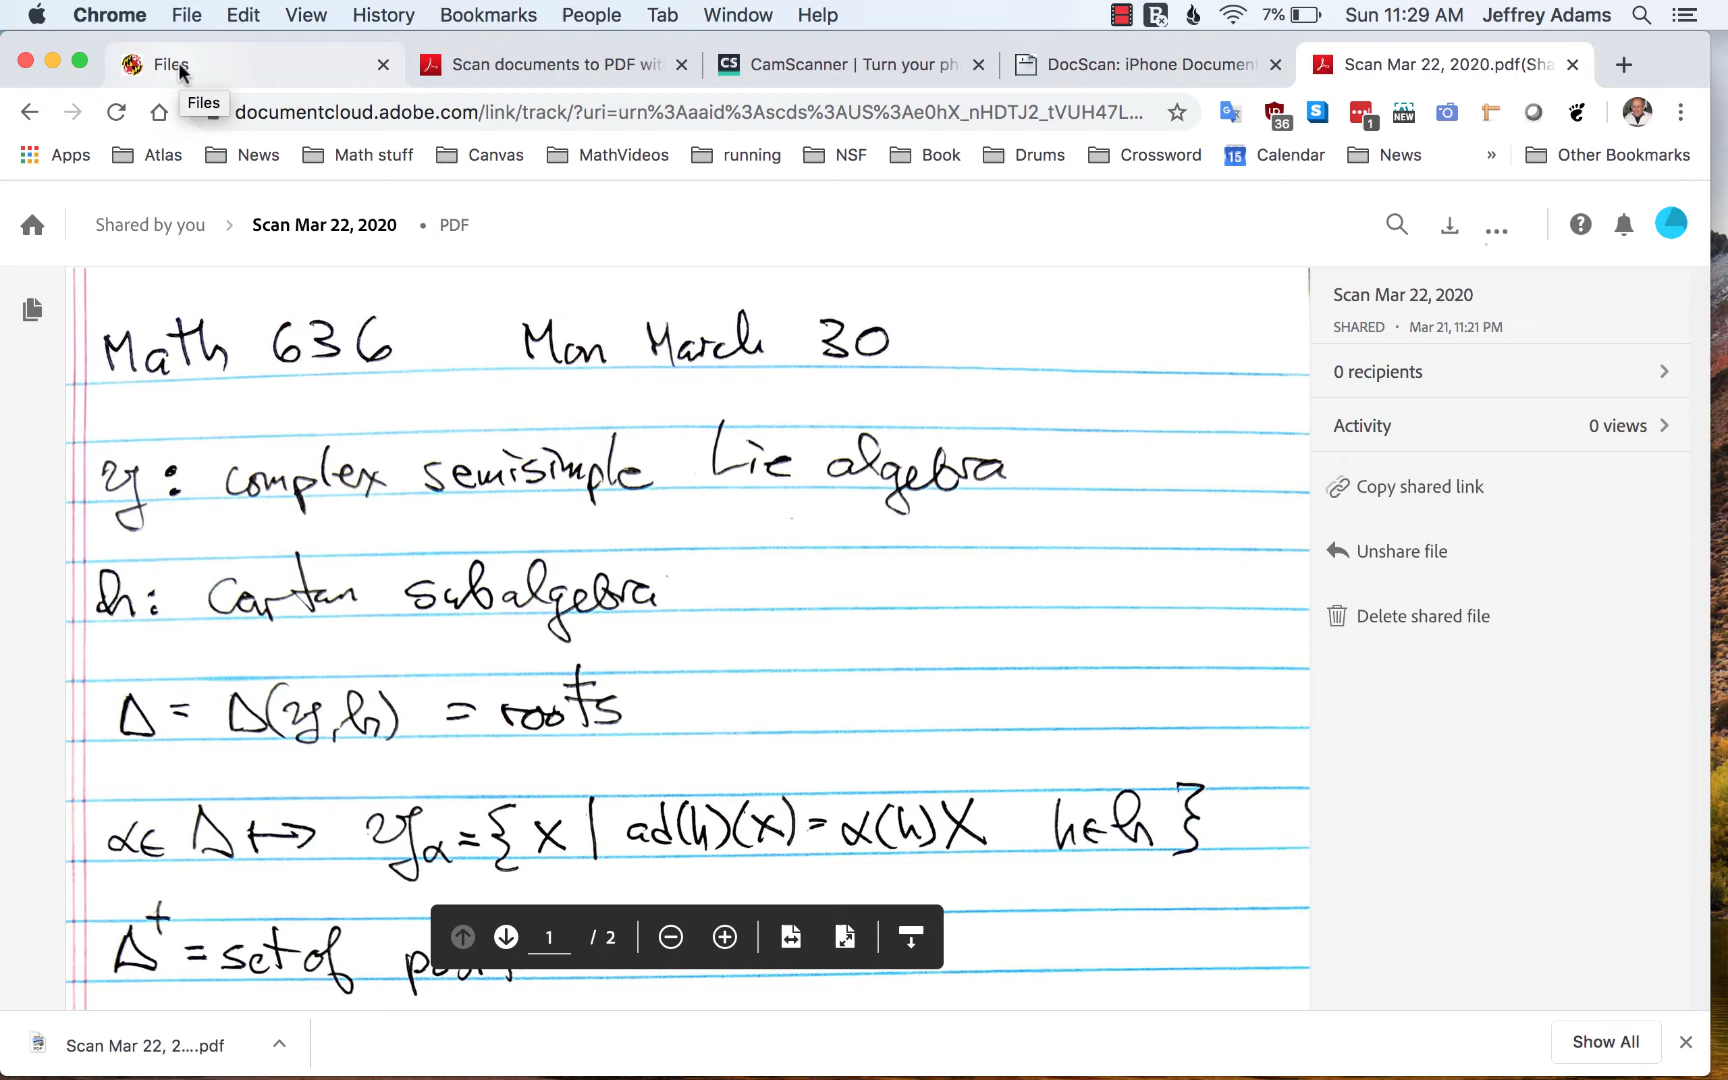 Chrome File Edit View History Bookmarks People Tab Window Help 7% Sun 11:29 AM Jeffrey Adams
Files Scan documents to PDF wit CamScanner | Turn your ph DocScan: iPhone Document Scan Mar 22, 2020.pdf(Sha
Files
documentcloud.adobe.com/link/track/?uri=urn%3Aaaid%3Ascds%3AUS%3Ae0hX_nHDTJ2_tVUH47L... 36 1 NEW
Apps Atlas News Math stuff Canvas MathVideos running NSF Book Drums Crossword 15 Calendar News » Other Bookmarks
Shared by you > Scan Mar 22, 2020 • PDF
Math 636 Mon March 30
𝔤: complex semisimple Lie algebra
𝔥: Cartan subalgebra
Δ = Δ(𝔤,𝔥) = roots
α∈ Δ ↦ 𝔤α = { X | ad(h)(X) = α(h)X h∈𝔥 }
Δ⁺ = set of
1 / 2
Scan Mar 22, 2020
SHARED • Mar 21, 11:21 PM
0 recipients
Activity 0 views
Copy shared link
Unshare file
Delete shared file
Scan Mar 22, 2....pdf
Show All